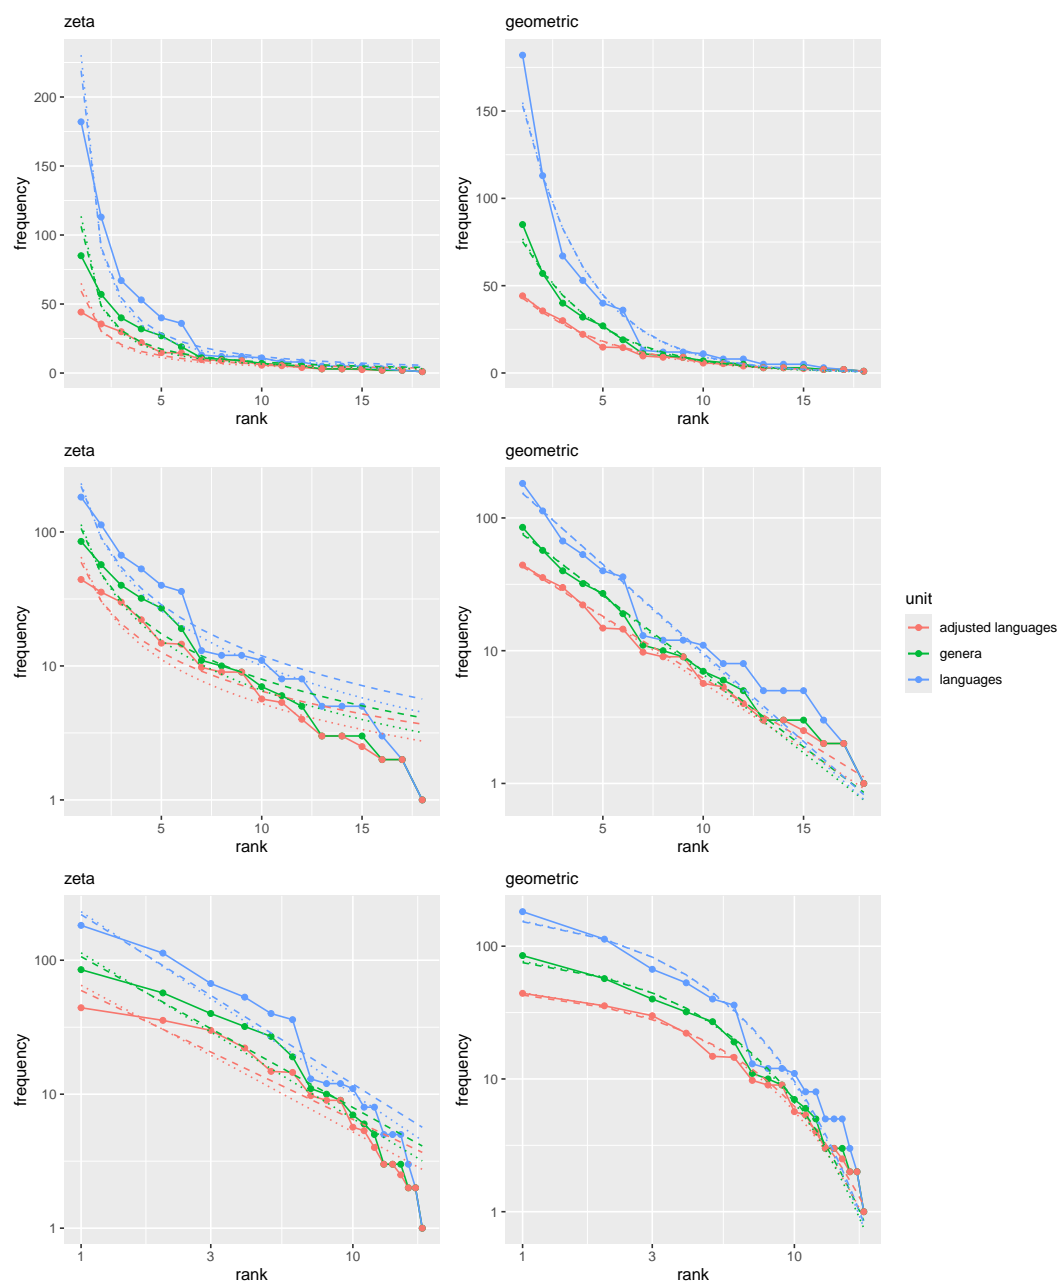 zeta
geometric
frequency
200
150
100
50
0
5
10
15
rank
frequency
150
100
50
0
5
10
15
rank
zeta
geometric
frequency
100
10
1
5
10
15
rank
frequency
100
10
1
5
10
15
rank
unit
adjusted languages
genera
languages
zeta
geometric
frequency
100
10
1
1
3
10
rank
frequency
100
10
1
1
3
10
rank